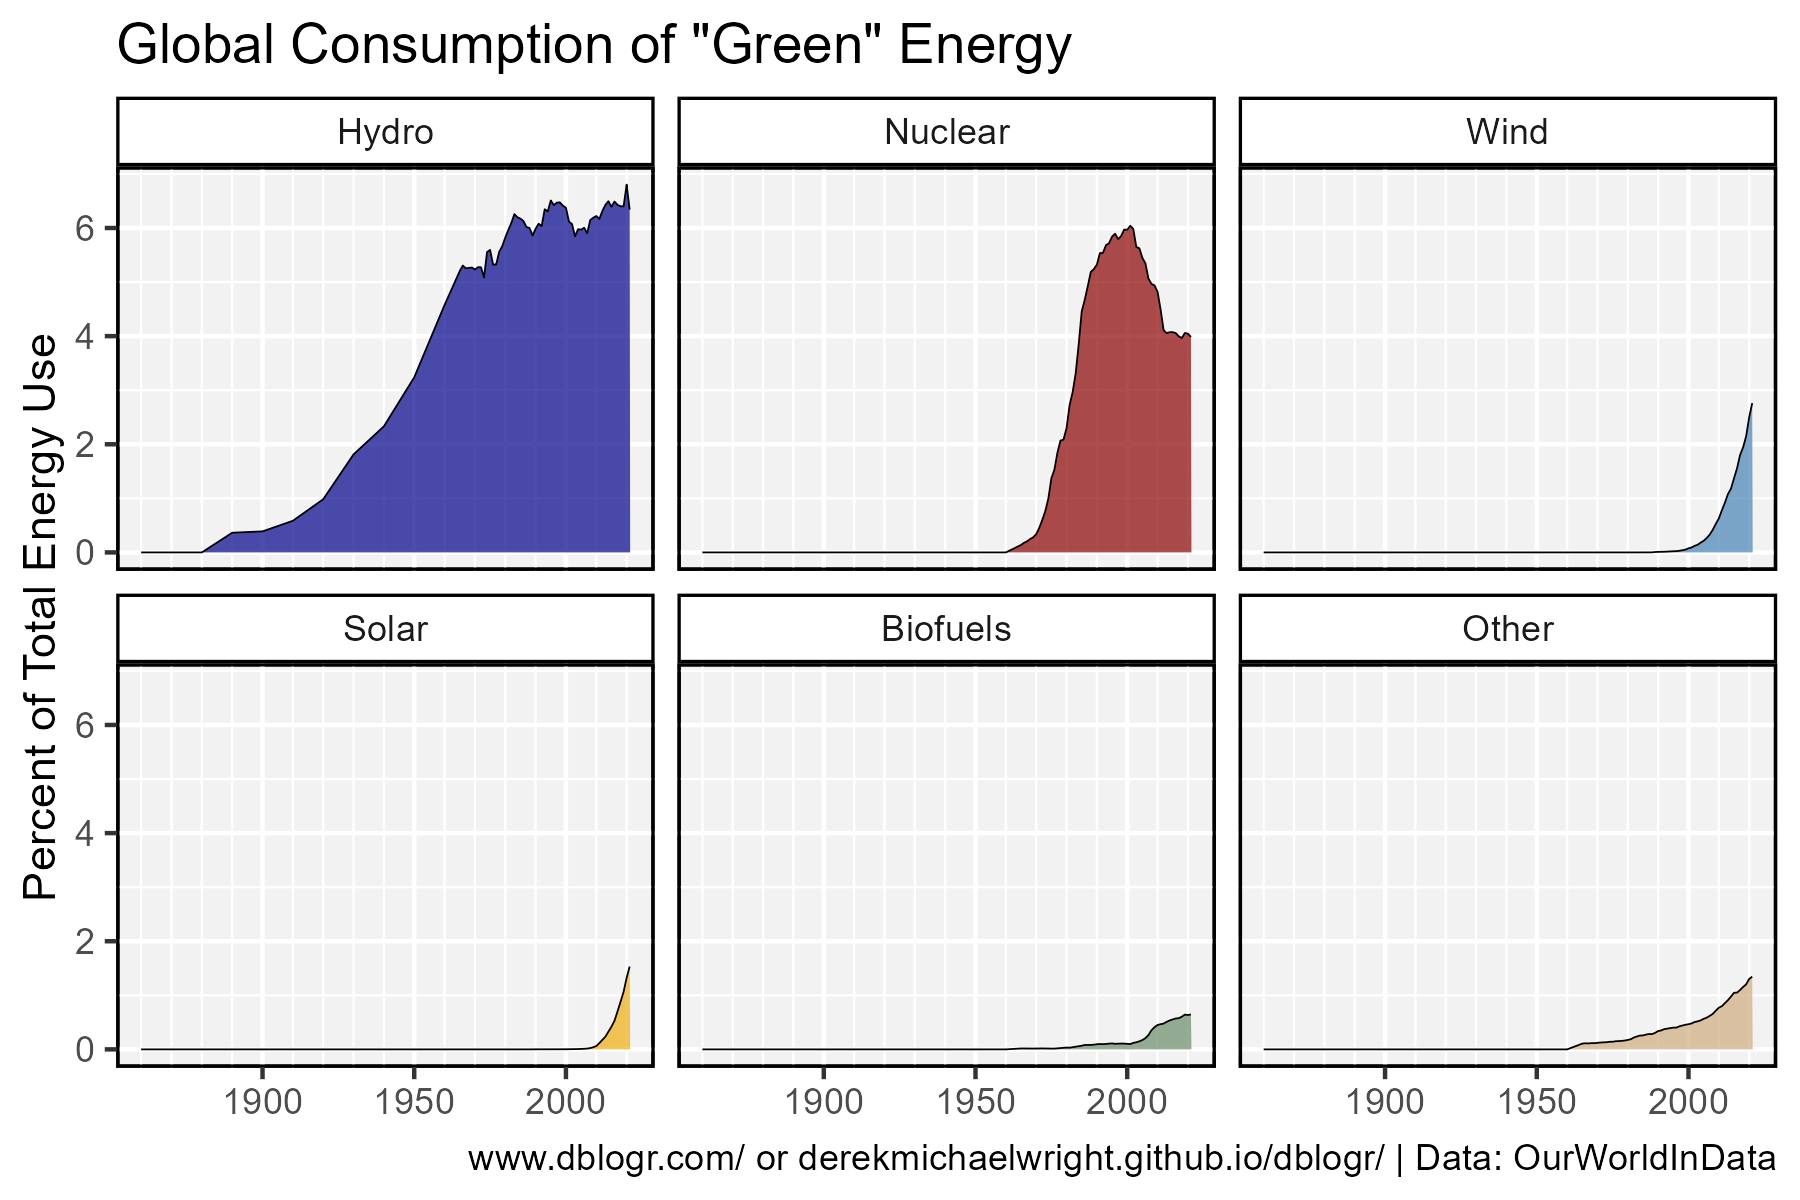 Global Consumption of "Green" Energy
Hydro
Nuclear
Wind
Percent of Total Energy Use
6
4
2
0
Solar
Biofuels
Other
6
4
2
0
1900 1950 2000
1900 1950 2000
1900 1950 2000
www.dblogr.com/ or derekmichaelwright.github.io/dblogr/ | Data: OurWorldInData